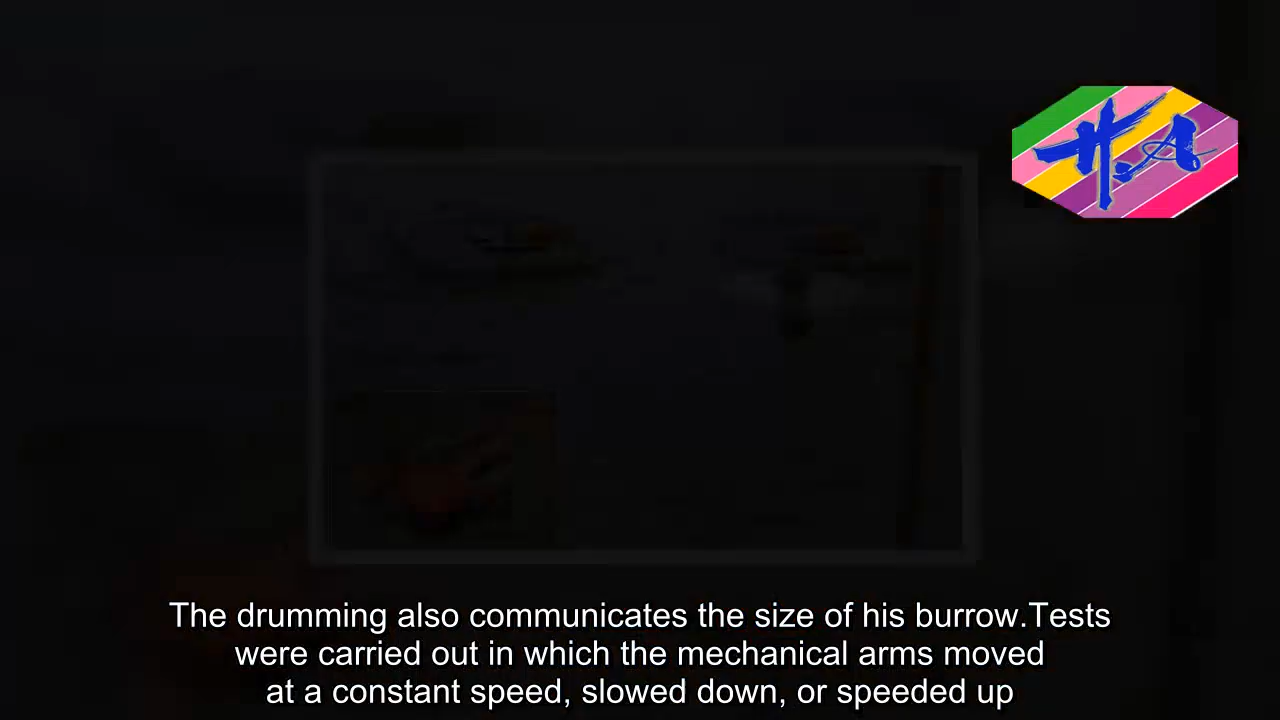 H.A
The drumming also communicates the size of his burrow.Tests
were carried out in which the mechanical arms moved
at a constant speed, slowed down, or speeded up